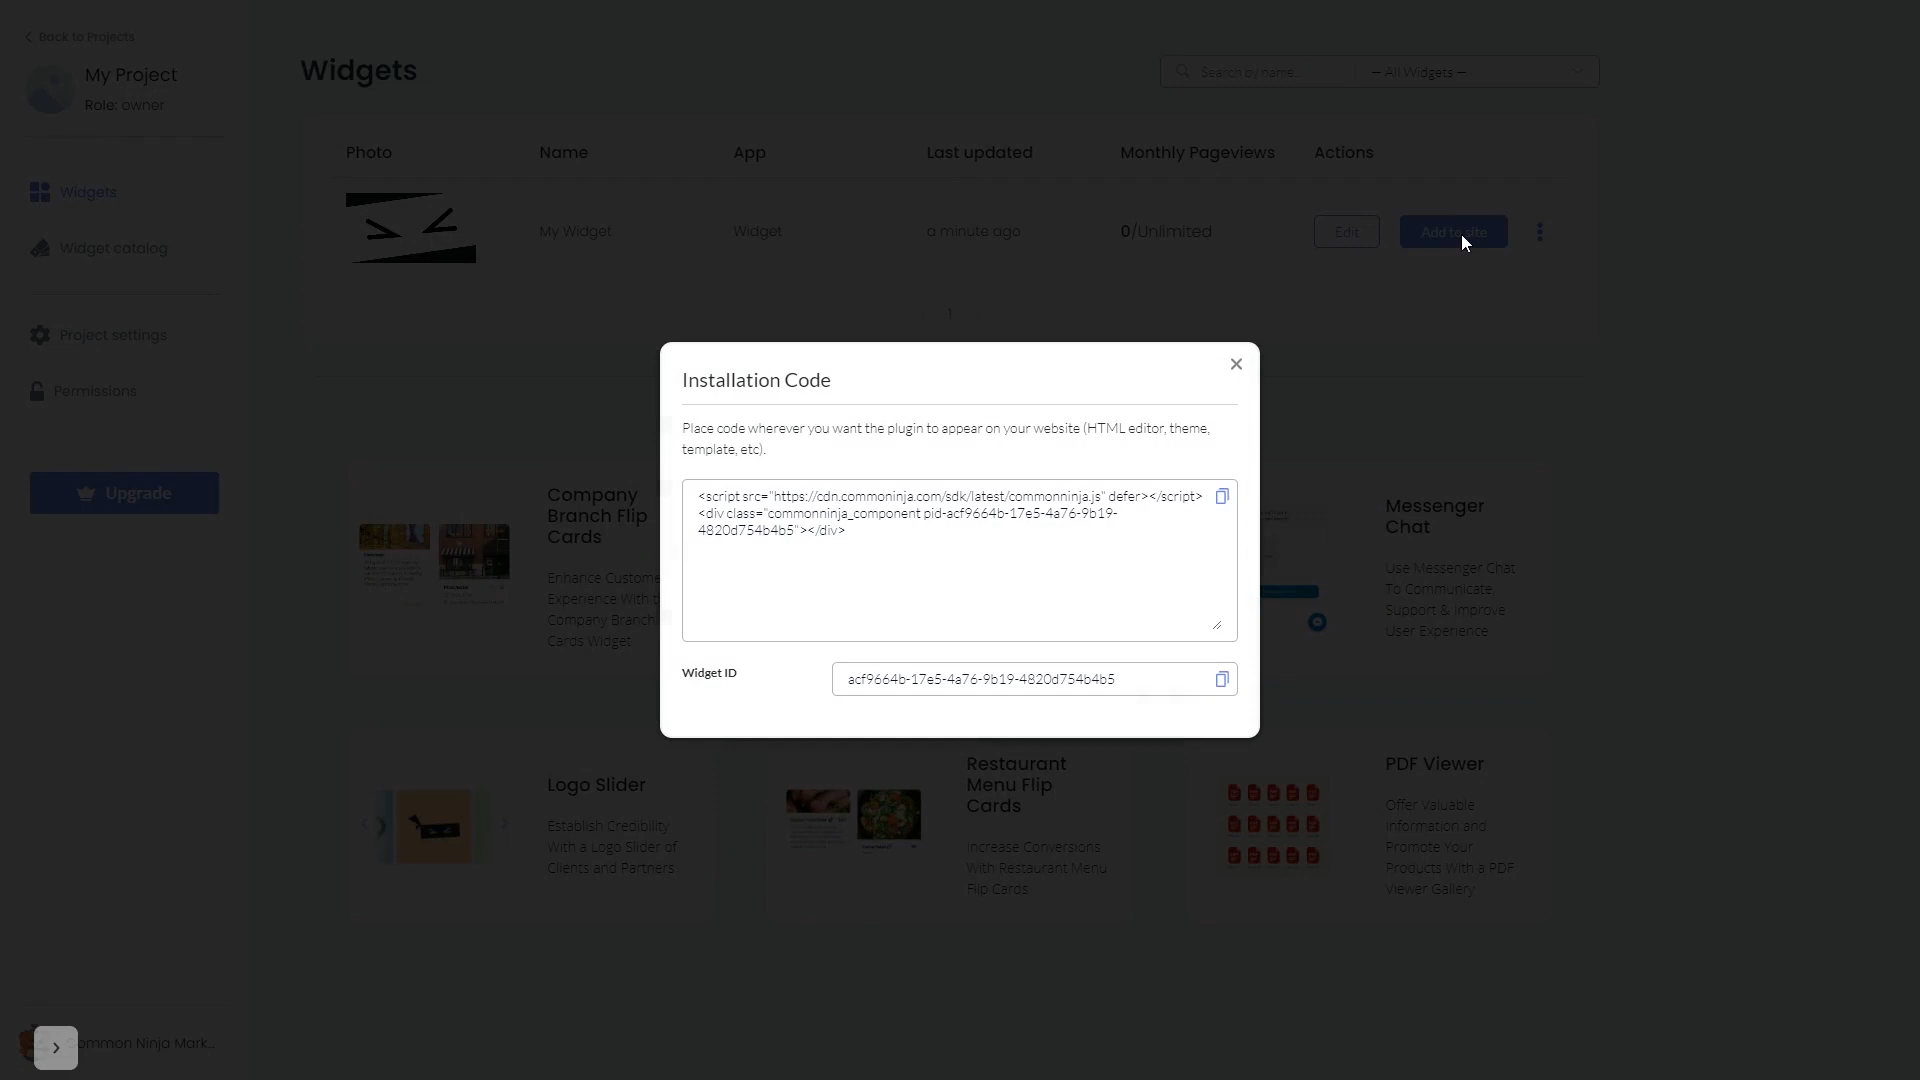 Back to Projects
My Project
Role: owner
Widgets
Widget catalog
Project settings
Permissions
Upgrade
Common Ninja Mark...
Widgets
Search by name...
— All Widgets —
Photo
Name
App
Last updated
Monthly Pageviews
Actions
My Widget
Widget
a minute ago
0/Unlimited
Edit
Add to site
1
Installation Code
Place code wherever you want the plugin to appear on your website (HTML editor, theme,
template, etc).
<script src="https://cdn.commoninja.com/sdk/latest/commonninja.js" defer></script>
<div class="commonninja_component pid-acf9664b-17e5-4a76-9b19-
4820d754b4b5"></div>
Widget ID
acf9664b-17e5-4a76-9b19-4820d754b4b5
Company
Branch Flip
Cards
Enhance Custome
Experience With
Company Branch
Cards Widget
Messenger
Chat
Use Messenger Chat
To Communicate,
Support & Improve
User Experience
Logo Slider
Establish Credibility
With a Logo Slider of
Clients and Partners
Restaurant
Menu Flip
Cards
Increase Conversions
With Restaurant Menu
Flip Cards
PDF Viewer
Offer Valuable
Information and
Promote Your
Products With a PDF
Viewer Gallery